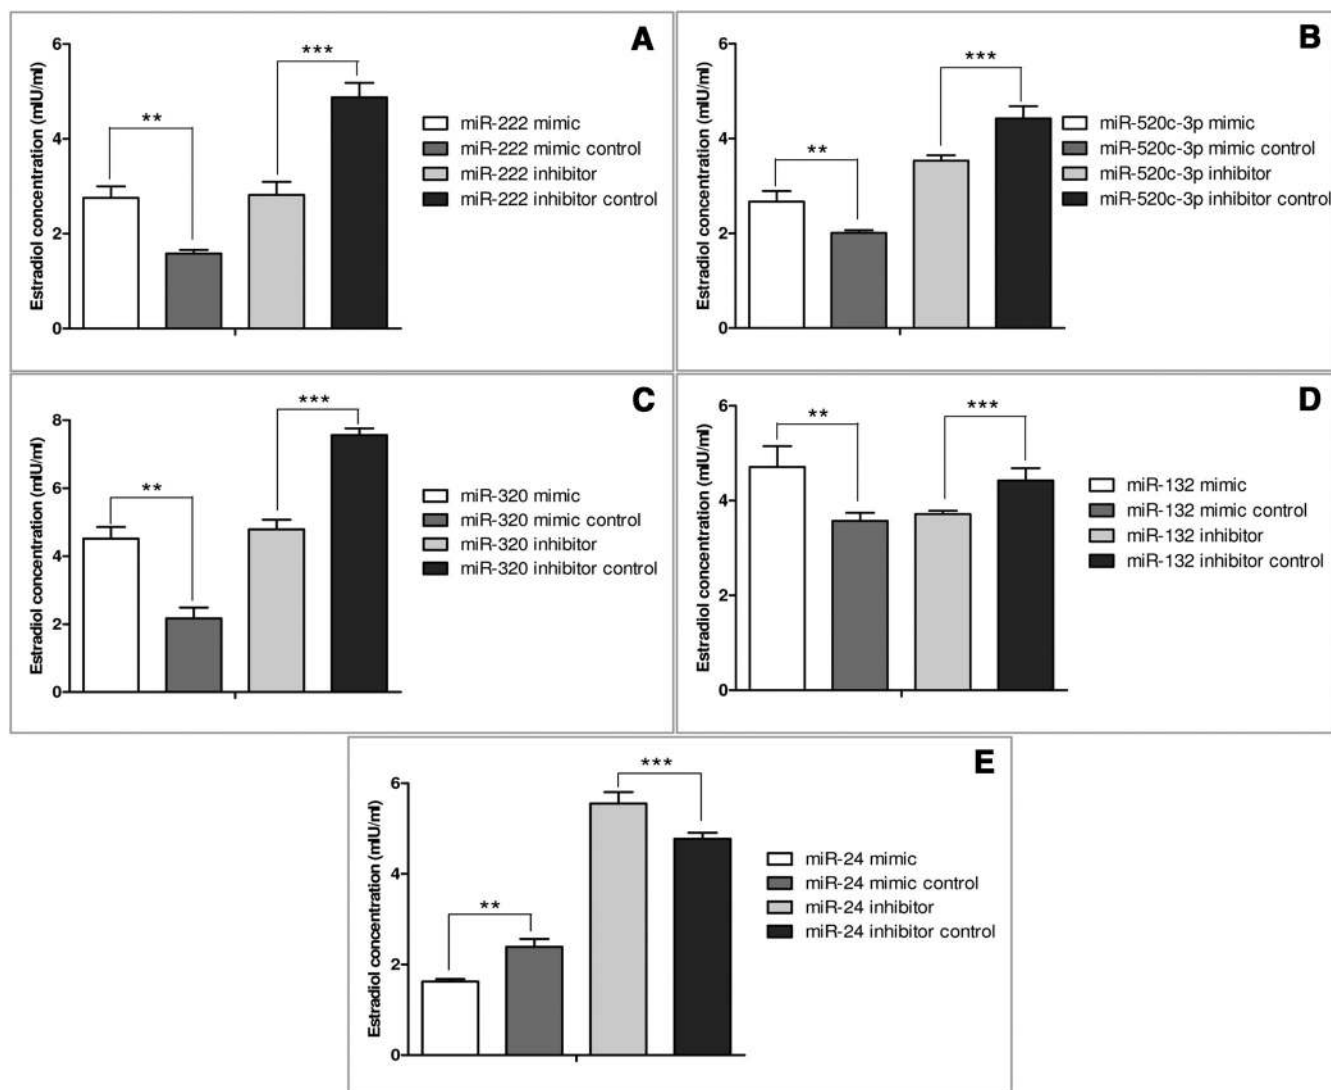 A
Estradiol concentration (mIU/ml)
6
4
2
0
**
***
miR-222 mimic
miR-222 mimic control
miR-222 inhibitor
miR-222 inhibitor control
B
Estradiol concentration (mIU/ml)
6
4
2
0
**
***
miR-520c-3p mimic
miR-520c-3p mimic control
miR-520c-3p inhibitor
miR-520c-3p inhibitor control
C
Estradiol concentration (mIU/ml)
8
6
4
2
0
**
***
miR-320 mimic
miR-320 mimic control
miR-320 inhibitor
miR-320 inhibitor control
D
Estradiol concentration (mIU/ml)
6
4
2
0
**
***
miR-132 mimic
miR-132 mimic control
miR-132 inhibitor
miR-132 inhibitor control
E
Estradiol concentration (mIU/ml)
6
4
2
0
**
***
miR-24 mimic
miR-24 mimic control
miR-24 inhibitor
miR-24 inhibitor control